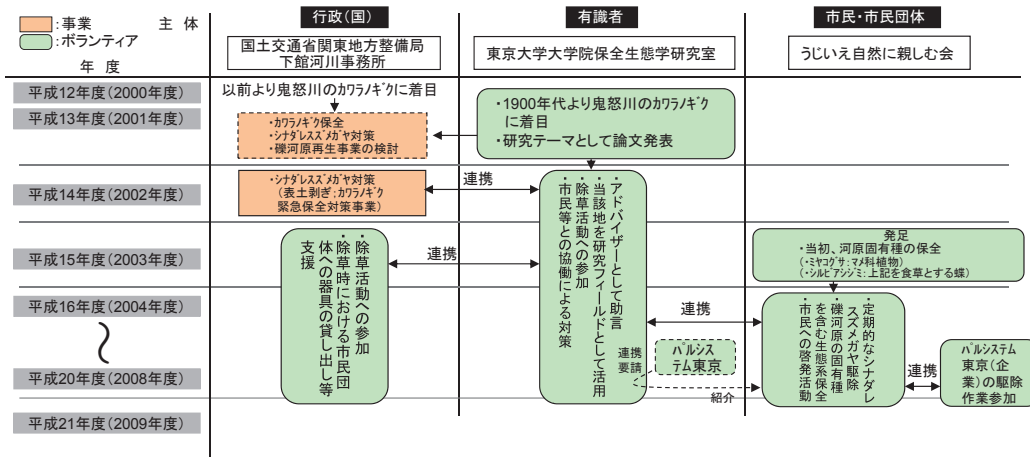 :事業
:ボランティア
主 体
年 度
行政(国)
国土交通省関東地方整備局
下館河川事務所
有識者
東京大学大学院保全生態学研究室
市民・市民団体
うじいえ自然に親しむ会
平成12年度(2000年度)
平成13年度(2001年度)
平成14年度(2002年度)
平成15年度(2003年度)
平成16年度(2004年度)
平成20年度(2008年度)
平成21年度(2009年度)
以前より鬼怒川のカワラノギクに着目
・カワラノギク保全
・シナダレスズメガヤ対策
・礫河原再生事業の検討
・1900年代より鬼怒川のカワラノギク
に着目
・研究テーマとして論文発表
・シナダレスズメガヤ対策
(表土剥ぎ;カワラノギク
緊急保全対策事業)
連携
・アドバイザーとして助言
・当該地を研究フィールドとして活用
・除草活動への参加
・市民等との協働による対策
・除草活動への参加
・除草時における市民団
体への器具の貸し出し等
支援
連携
発足
・当初、河原固有種の保全
(・ミヤコグサ:マメ科植物)
(・シルビアシジミ:上記を食草とする蝶)
連携
・定期的なシナダレ
スズメガヤ駆除
・礫河原の固有種
を含む生態系保全
・市民への啓発活動
連携
要請
パルシス
テム東京
紹介
連携
パルシステム
東京(企
業)の駆除
作業参加